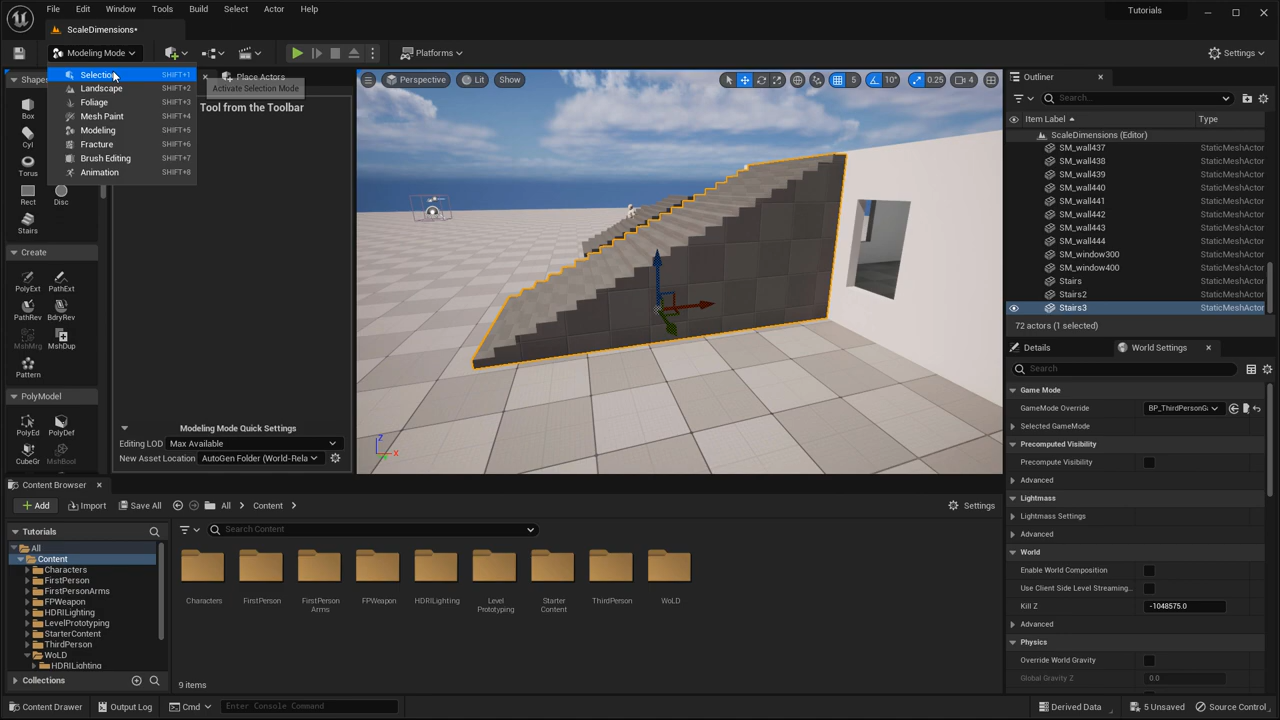 File Edit Window Tools Build Select Actor Help
Tutorials
ScaleDimensions*
Modeling Mode
Platforms
Settings
Selection SHIFT+1
Landscape SHIFT+2
Foliage SHIFT+3
Mesh Paint SHIFT+4
Modeling SHIFT+5
Fracture SHIFT+6
Brush Editing SHIFT+7
Animation SHIFT+8
Shapes
Place Actors
Activate Selection Mode
Tool from the Toolbar
Box
Cyl
Torus
Rect Disc
Stairs
Create
PolyExt PathExt
PathRev BdryRev
MshMrg MshDup
Pattern
PolyModel
PolyEd PolyDef
CubeGr MshBool
Modeling Mode Quick Settings
Editing LOD Max Available
New Asset Location AutoGen Folder (World-Rela
Perspective Lit Show
5 10° 0.25 4
Z
X
Outliner
Search...
Item Label Type
ScaleDimensions (Editor)
SM_wall437 StaticMeshActor
SM_wall438 StaticMeshActor
SM_wall439 StaticMeshActor
SM_wall440 StaticMeshActor
SM_wall441 StaticMeshActor
SM_wall442 StaticMeshActor
SM_wall443 StaticMeshActor
SM_wall444 StaticMeshActor
SM_window300 StaticMeshActor
SM_window400 StaticMeshActor
Stairs StaticMeshActor
Stairs2 StaticMeshActor
Stairs3 StaticMeshActor
72 actors (1 selected)
Details World Settings
Search
Game Mode
GameMode Override BP_ThirdPersonG
Selected GameMode
Precomputed Visibility
Precompute Visibility
Advanced
Lightmass
Lightmass Settings
Advanced
World
Enable World Composition
Use Client Side Level Streaming...
Kill Z -1048575.0
Advanced
Physics
Override World Gravity
Global Gravity Z 0.0
Content Browser
Add Import Save All All Content Settings
Tutorials
Search Content
All
Content
Characters
FirstPerson
FirstPersonArms
FPWeapon
HDRILighting
LevelPrototyping
StarterContent
ThirdPerson
WoLD
HDRILighting
Collections
Characters
FirstPerson
FirstPerson
Arms
FPWeapon
HDRILighting
Level
Prototyping
Starter
Content
ThirdPerson
WoLD
9 items
Content Drawer Output Log Cmd Enter Console Command Derived Data 5 Unsaved Source Control